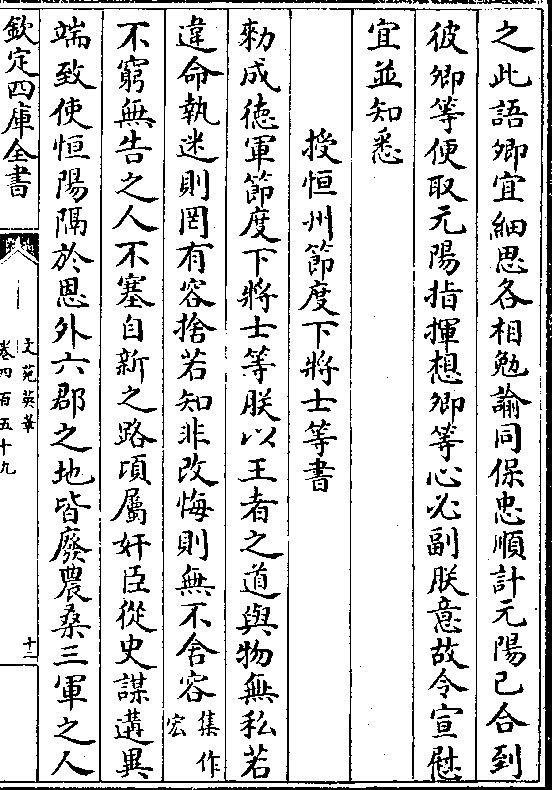 之此語卿宜細思各相勉諭同保忠順計元陽已合到
彼卿等便取元陽指揮想卿等心必副朕意故令宣慰
宜並知悉
授恒州節度下將士等書
勅成德軍節度下將士等朕以王者之道與物無私若
違命執迷則罔有容捨若知非改悔則無不舍容集作宏
不窮無告之人不塞自新之路頃屬奸臣從史謀遘異
端致使恒陽隔於恩外六郡之地皆廢農桑三軍之人
欽定四庫全書
文苑英華
卷四百五十九
十二